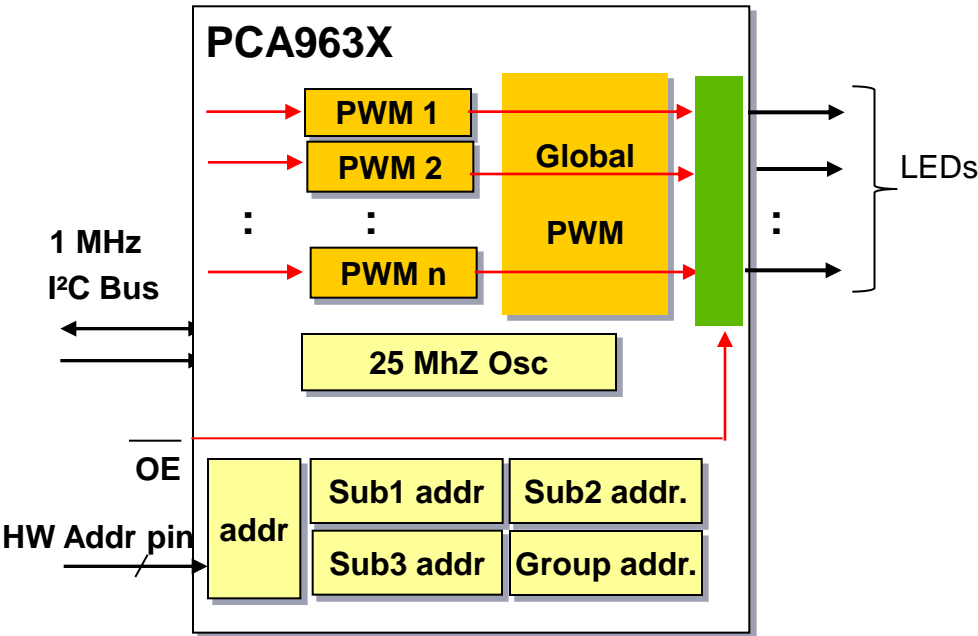 PCA963X
PWM 1
PWM 2
: : :
PWM n
Global
PWM
LEDs
1 MHz
I²C Bus
25 MhZ Osc
OE
HW Addr pin
addr
Sub1 addr
Sub2 addr.
Sub3 addr
Group addr.